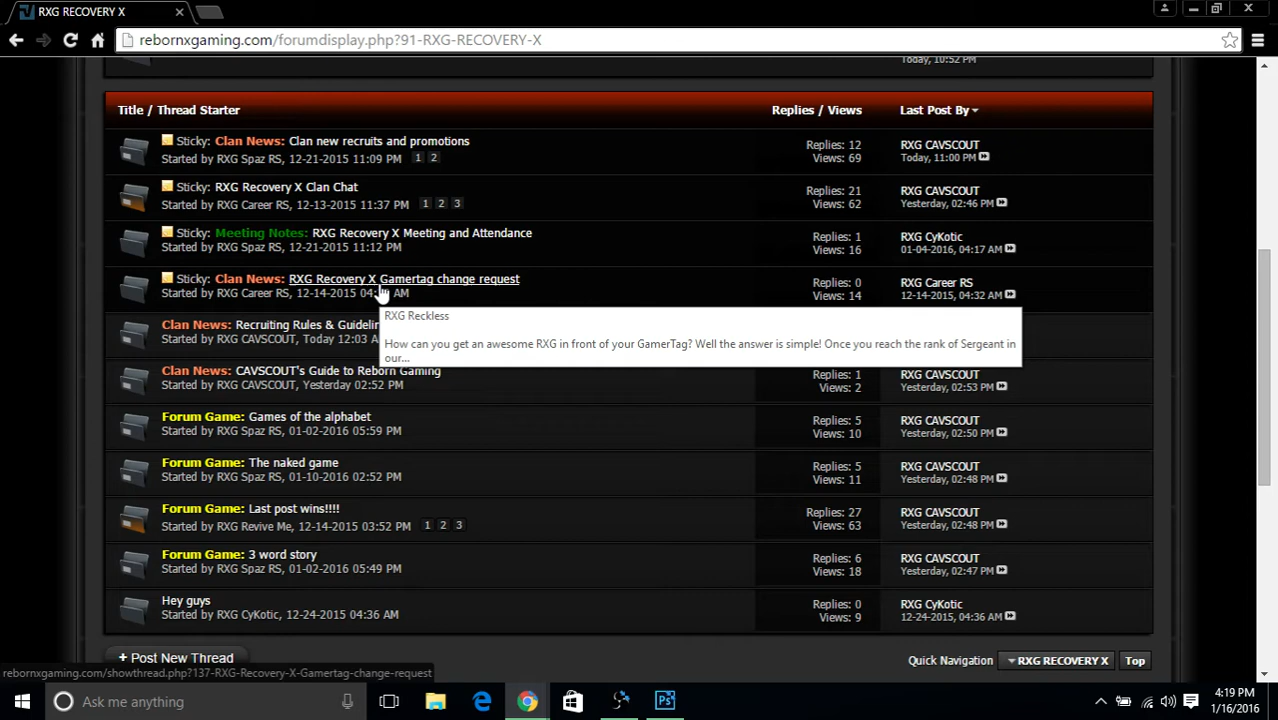 RXG RECOVERY X
rebornxgaming.com/forumdisplay.php?91-RXG-RECOVERY-X
Today, 10:52 PM
Title / Thread Starter Replies / Views Last Post By
Sticky: Clan News: Clan new recruits and promotions Replies: 12 RXG CAVSCOUT
Started by RXG Spaz RS, 12-21-2015 11:09 PM 1 2 Views: 69 Today, 11:00 PM
Sticky: RXG Recovery X Clan Chat Replies: 21 RXG CAVSCOUT
Started by RXG Career RS, 12-13-2015 11:37 PM 1 2 3 Views: 62 Yesterday, 02:46 PM
Sticky: Meeting Notes: RXG Recovery X Meeting and Attendance Replies: 1 RXG CyKotic
Started by RXG Spaz RS, 12-21-2015 11:12 PM Views: 16 01-04-2016, 04:17 AM
Sticky: Clan News: RXG Recovery X Gamertag change request Replies: 0 RXG Career RS
Started by RXG Career RS, 12-14-2015 04: AM Views: 14 12-14-2015, 04:32 AM
RXG Reckless
How can you get an awesome RXG in front of your GamerTag? Well the answer is simple! Once you reach the rank of Sergeant in
our...
Clan News: Recruiting Rules & Guidelin
Started by RXG CAVSCOUT, Today 12:03 A
Clan News: CAVSCOUT's Guide to Reborn Gaming Replies: 1 RXG CAVSCOUT
Started by RXG CAVSCOUT, Yesterday 02:52 PM Views: 2 Yesterday, 02:53 PM
Forum Game: Games of the alphabet Replies: 5 RXG CAVSCOUT
Started by RXG Spaz RS, 01-02-2016 05:59 PM Views: 10 Yesterday, 02:50 PM
Forum Game: The naked game Replies: 5 RXG CAVSCOUT
Started by RXG Spaz RS, 01-10-2016 02:52 PM Views: 11 Yesterday, 02:48 PM
Forum Game: Last post wins!!!! Replies: 27 RXG CAVSCOUT
Started by RXG Revive Me, 12-14-2015 03:52 PM 1 2 3 Views: 63 Yesterday, 02:48 PM
Forum Game: 3 word story Replies: 6 RXG CAVSCOUT
Started by RXG Spaz RS, 01-02-2016 05:49 PM Views: 18 Yesterday, 02:47 PM
Hey guys Replies: 0 RXG CyKotic
Started by RXG CyKotic, 12-24-2015 04:36 AM Views: 9 12-24-2015, 04:36 AM
+ Post New Thread Quick Navigation RXG RECOVERY X Top
rebornxgaming.com/showthread.php?137-RXG-Recovery-X-Gamertag-change-request
Ask me anything
4:19 PM
1/16/2016